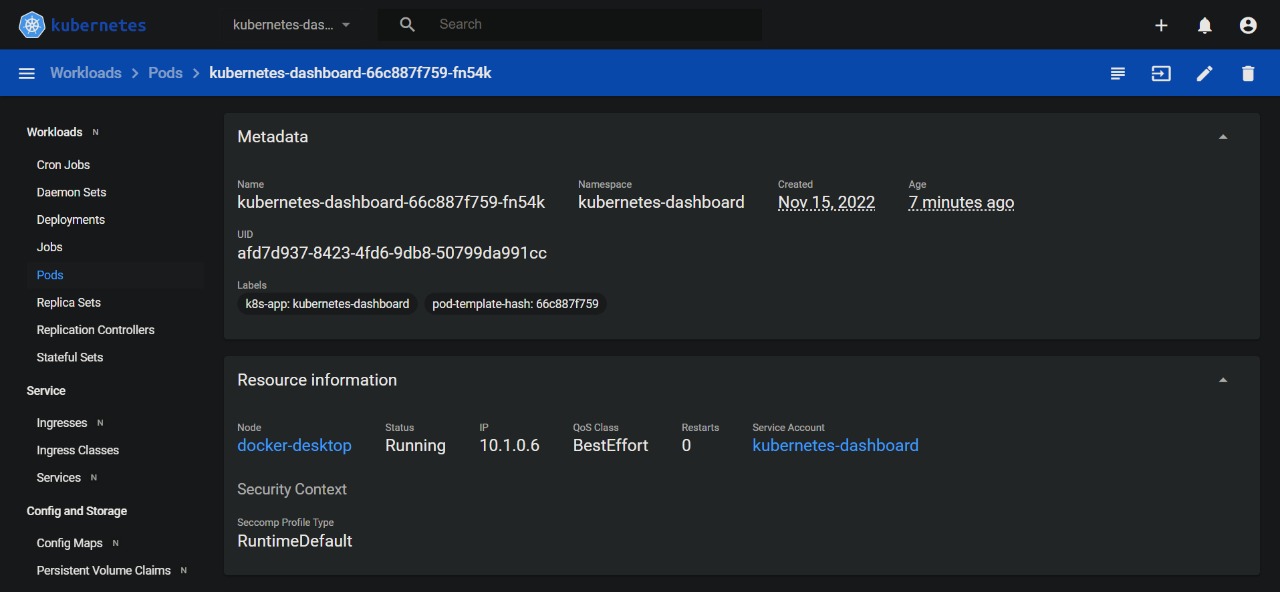 kubernetes
kubernetes-das...
Search
Workloads > Pods > kubernetes-dashboard-66c887f759-fn54k
Workloads N
Cron Jobs
Daemon Sets
Deployments
Jobs
Pods
Replica Sets
Replication Controllers
Stateful Sets
Service
Ingresses N
Ingress Classes
Services N
Config and Storage
Config Maps N
Persistent Volume Claims N
Metadata
Name Namespace Created Age
kubernetes-dashboard-66c887f759-fn54k kubernetes-dashboard Nov 15, 2022 7 minutes ago
UID
afd7d937-8423-4fd6-9db8-50799da991cc
Labels
k8s-app: kubernetes-dashboard pod-template-hash: 66c887f759
Resource information
Node Status IP QoS Class Restarts Service Account
docker-desktop Running 10.1.0.6 BestEffort 0 kubernetes-dashboard
Security Context
Seccomp Profile Type
RuntimeDefault